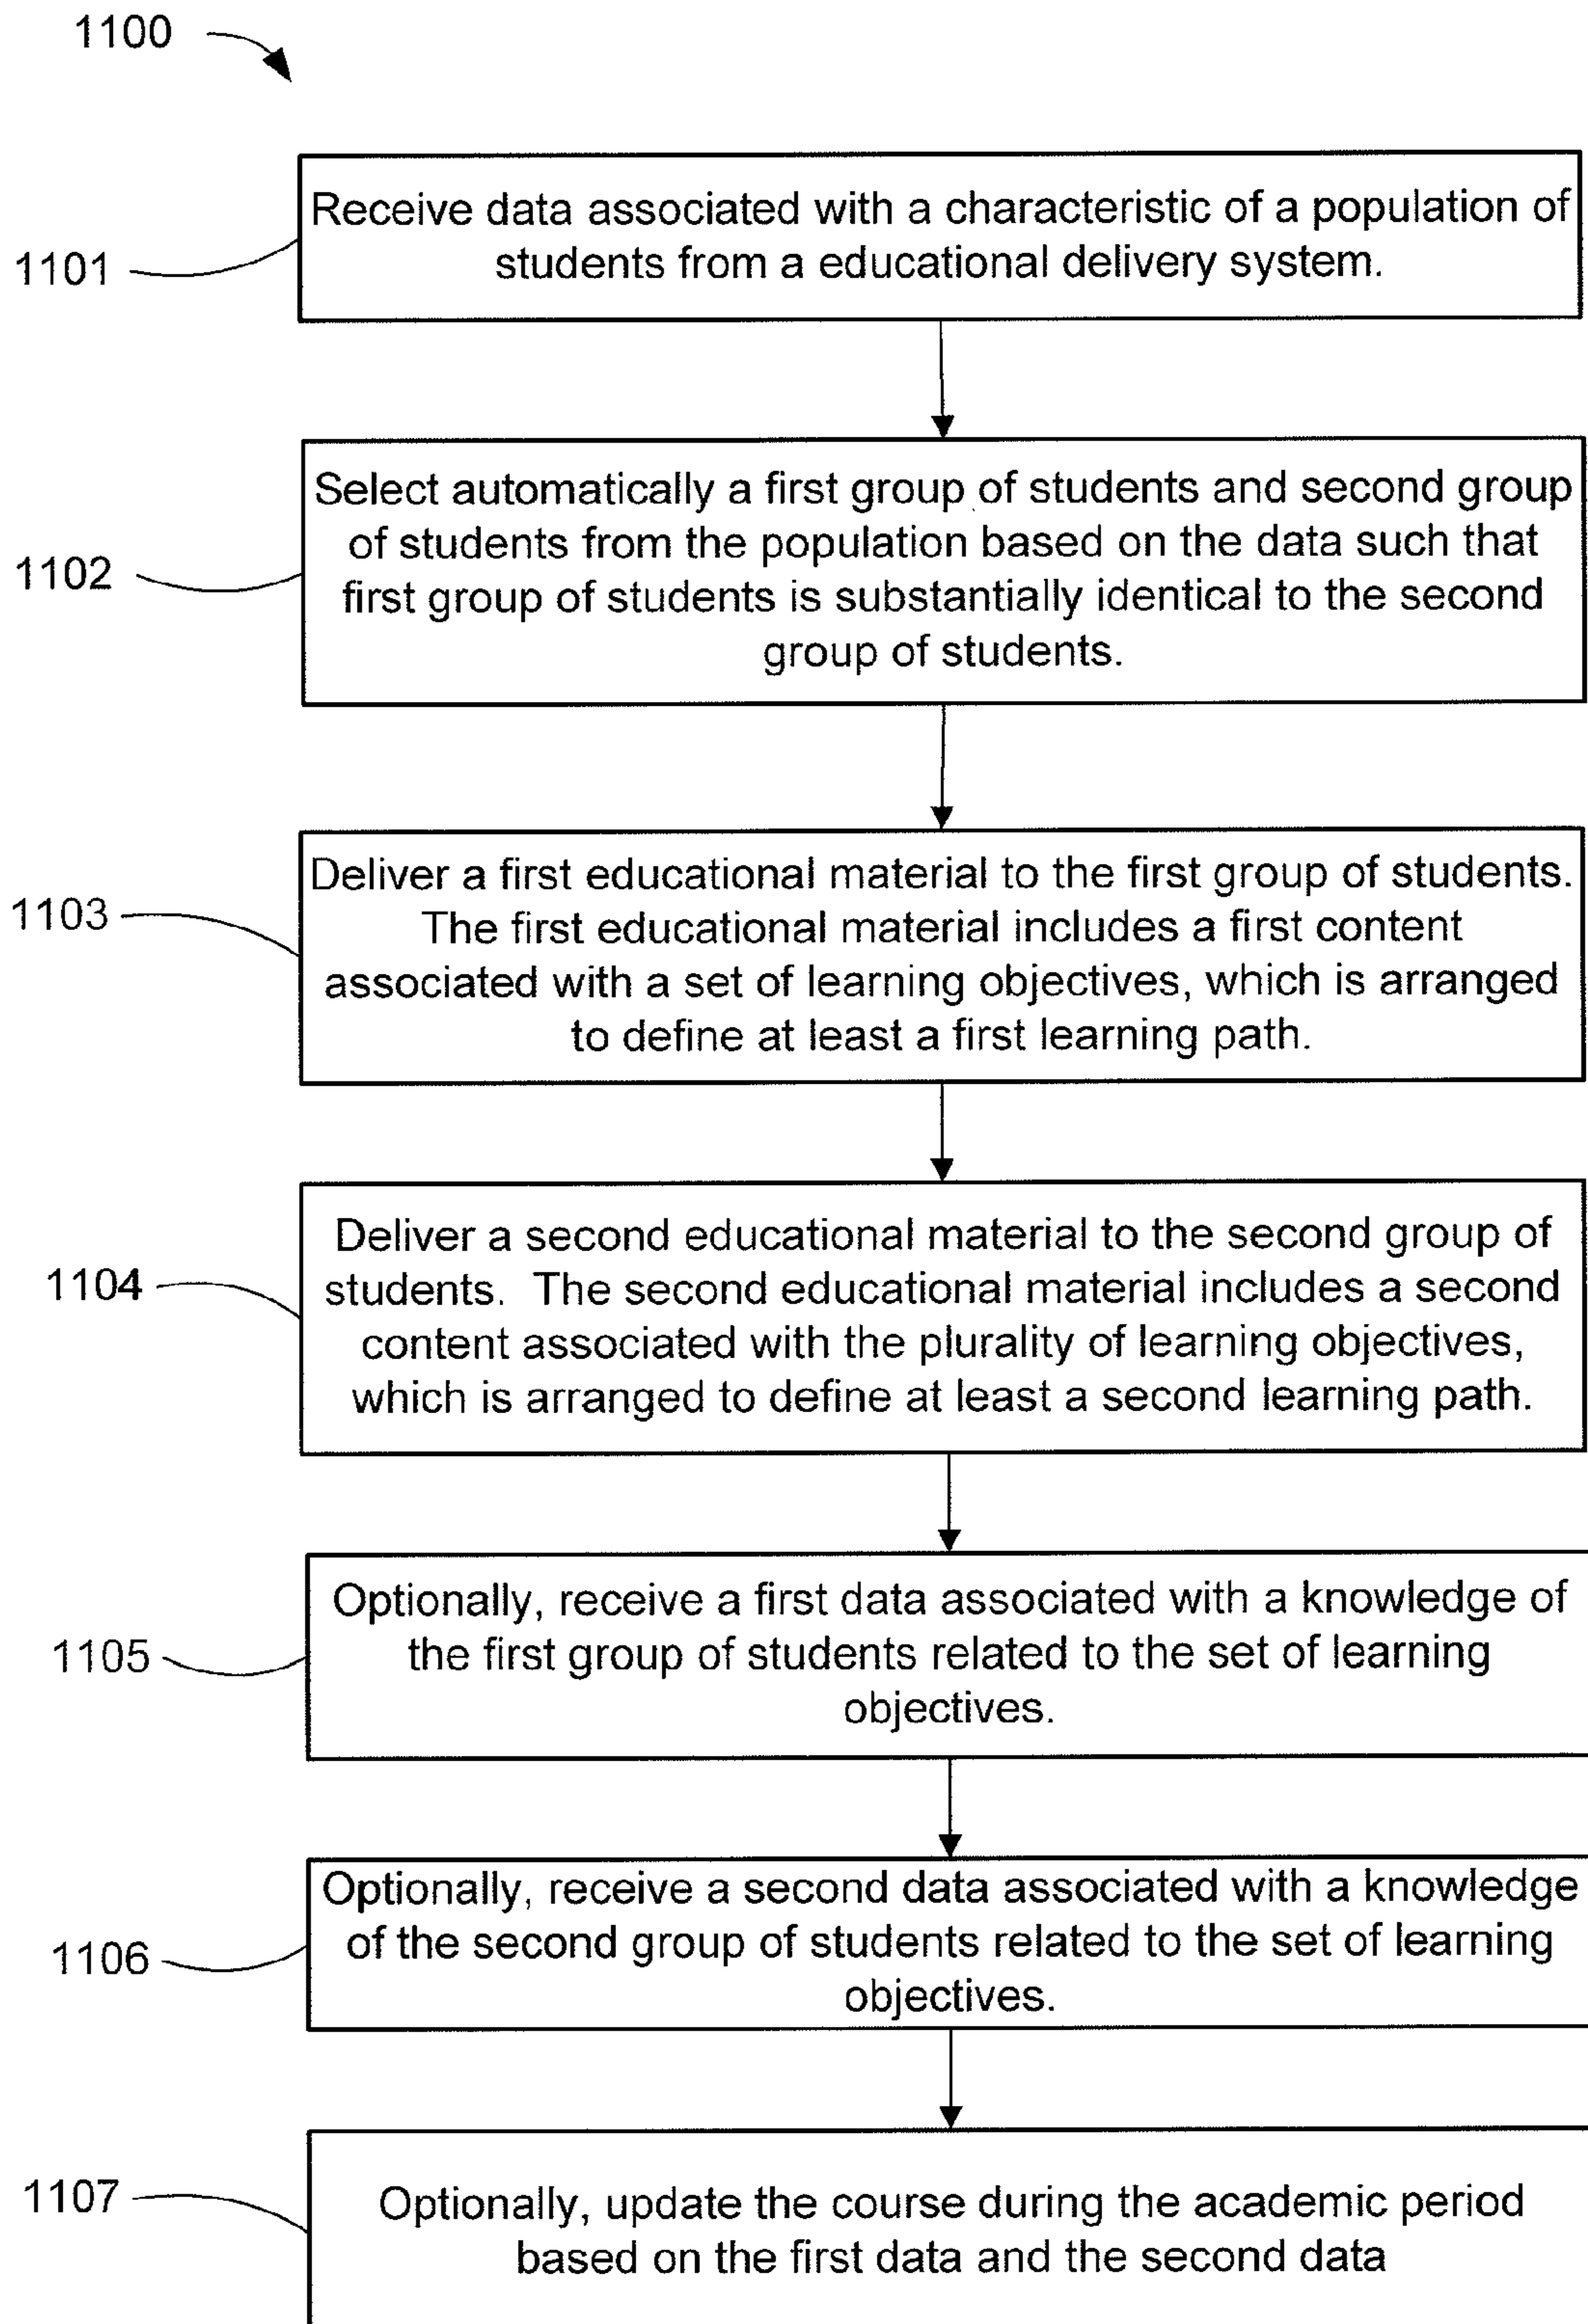 1100
1101
Receive data associated with a characteristic of a population of
students from a educational delivery system.
1102
Select automatically a first group of students and second group
of students from the population based on the data such that
first group of students is substantially identical to the second
group of students.
1103
Deliver a first educational material to the first group of students.
The first educational material includes a first content
associated with a set of learning objectives, which is arranged
to define at least a first learning path.
1104
Deliver a second educational material to the second group of
students.  The second educational material includes a second
content associated with the plurality of learning objectives,
which is arranged to define at least a second learning path.
1105
Optionally, receive a first data associated with a knowledge of
the first group of students related to the set of learning
objectives.
1106
Optionally, receive a second data associated with a knowledge
of the second group of students related to the set of learning
objectives.
1107
Optionally, update the course during the academic period
based on the first data and the second data